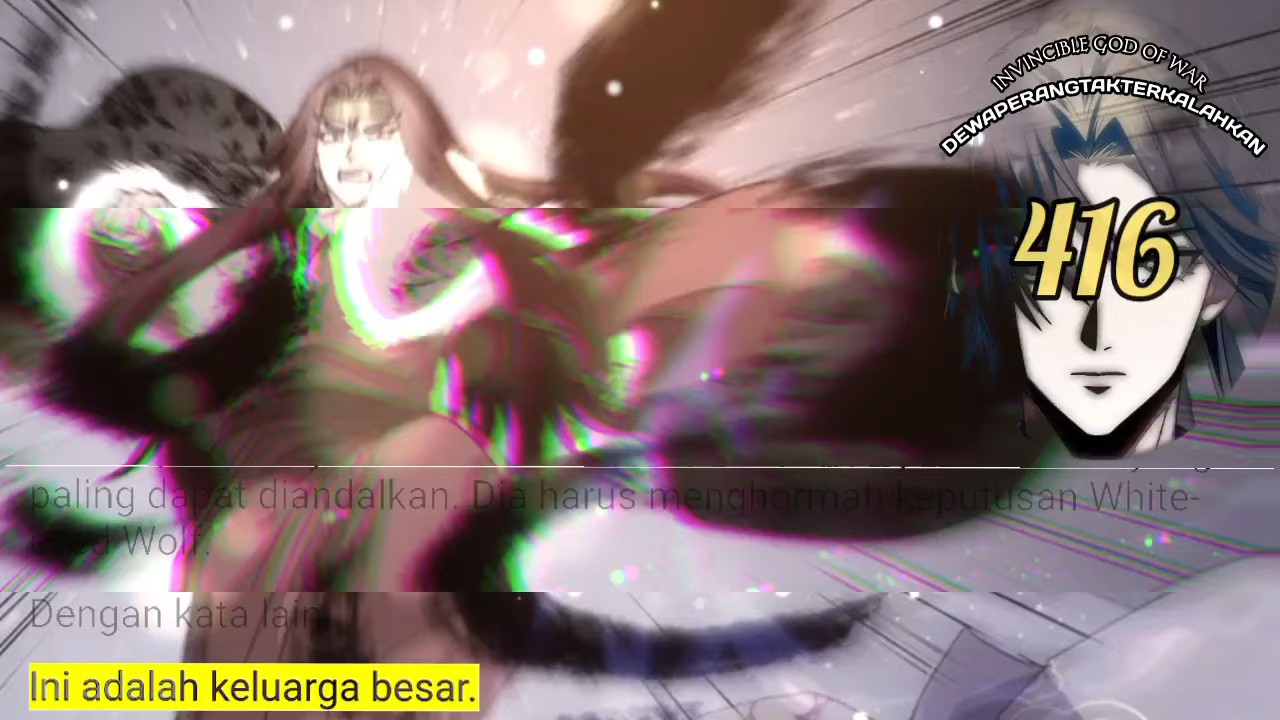 INVINCIBLE GOD OF WAR
DEWAPERANGTAKTERKALAHKAN
416
paling dapat diandalkan. Dia harus menghormati keputusan White-
Wolf.
Dengan kata lain
Ini adalah keluarga besar.